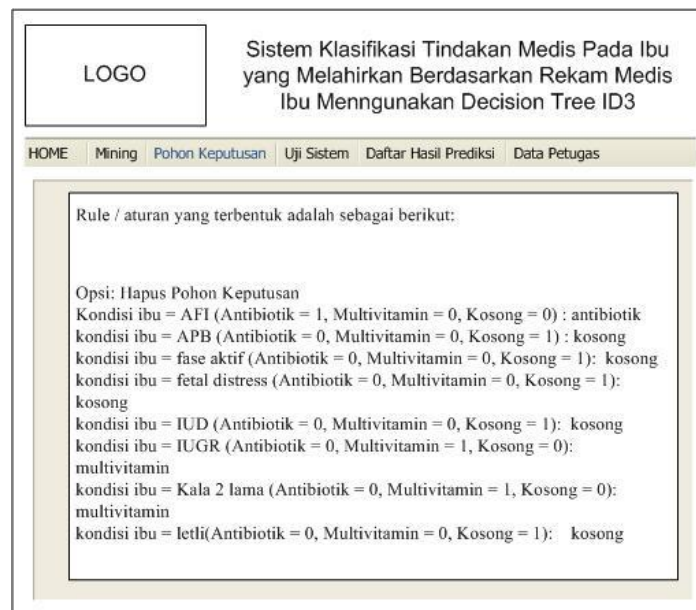 LOGO
Sistem Klasifikasi Tindakan Medis Pada Ibu
yang Melahirkan Berdasarkan Rekam Medis
Ibu Menngunakan Decision Tree ID3
HOME Mining Pohon Keputusan Uji Sistem Daftar Hasil Prediksi Data Petugas
Rule / aturan yang terbentuk adalah sebagai berikut:
Opsi: Hapus Pohon Keputusan
Kondisi ibu = AFI (Antibiotik = 1, Multivitamin = 0, Kosong = 0) : antibiotik
kondisi ibu = APB (Antibiotik = 0, Multivitamin = 0, Kosong = 1) : kosong
kondisi ibu = fase aktif (Antibiotik = 0, Multivitamin = 0, Kosong = 1): kosong
kondisi ibu = fetal distress (Antibiotik = 0, Multivitamin = 0, Kosong = 1):
kosong
kondisi ibu = IUD (Antibiotik = 0, Multivitamin = 0, Kosong = 1): kosong
kondisi ibu = IUGR (Antibiotik = 0, Multivitamin = 1, Kosong = 0):
multivitamin
kondisi ibu = Kala 2 lama (Antibiotik = 0, Multivitamin = 1, Kosong = 0):
multivitamin
kondisi ibu = letli(Antibiotik = 0, Multivitamin = 0, Kosong = 1): kosong